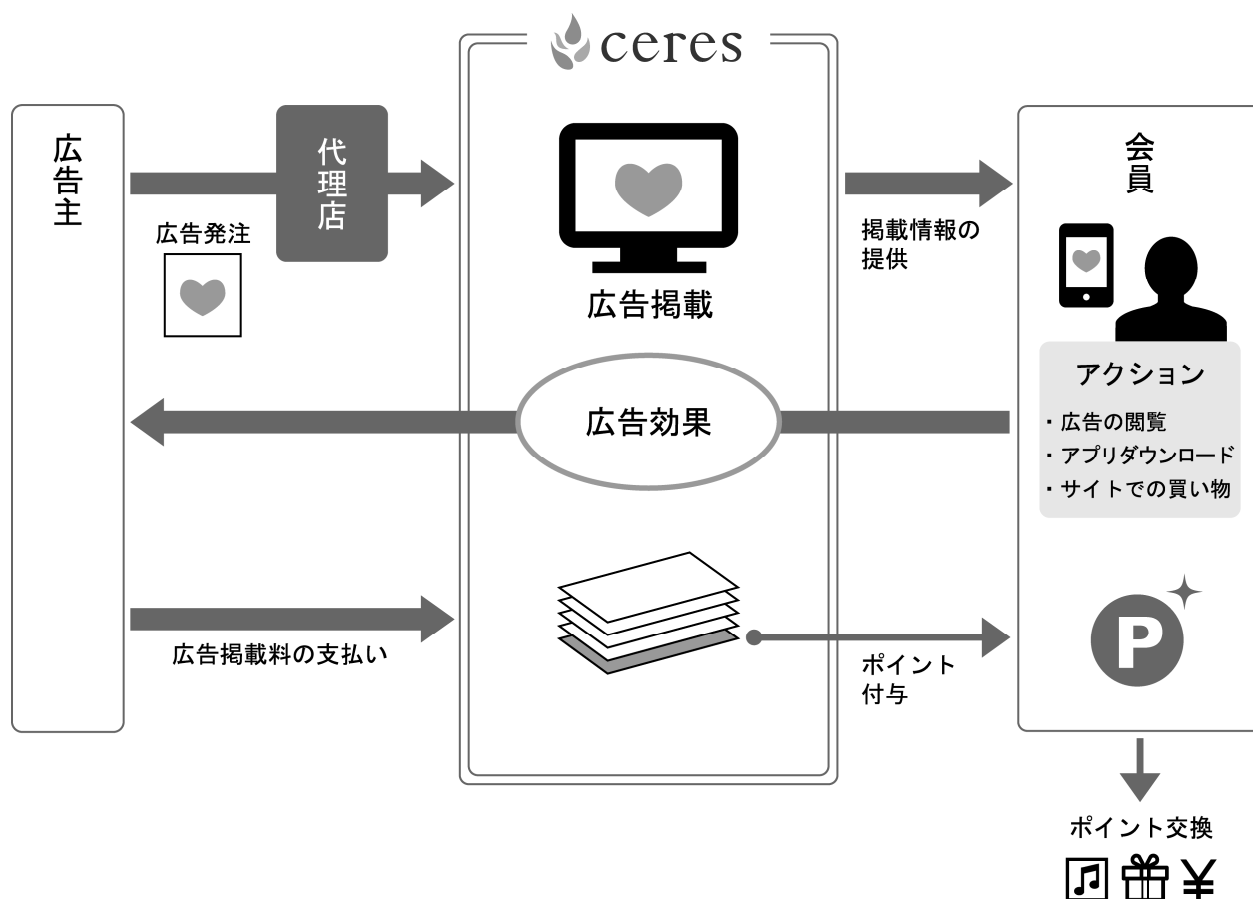 ceres
広告主
代理店
広告発注
広告掲載
掲載情報の
提供
会員
アクション
・広告の閲覧
・アプリダウンロード
・サイトでの買い物
広告効果
広告掲載料の支払い
ポイント
付与
P
ポイント交換
¥